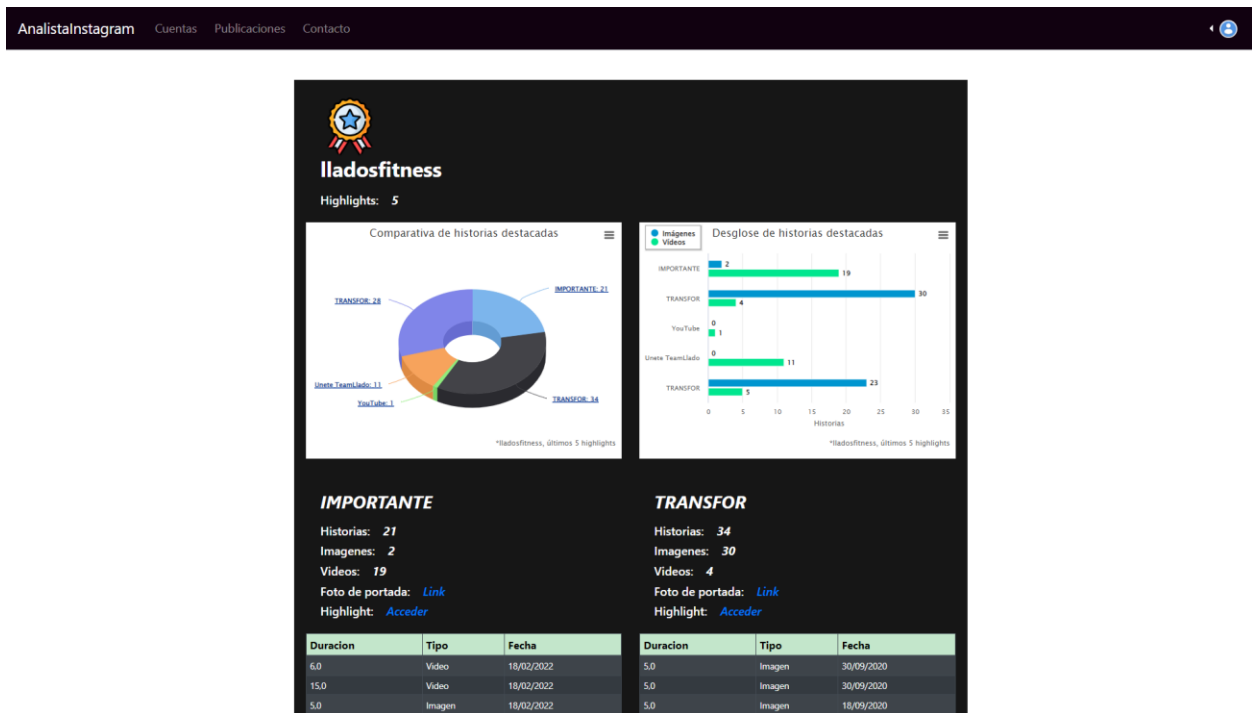 AnalistaInstagram Cuentas Publicaciones Contacto
lladosfitness
Highlights: 5
Comparativa de historias destacadas
IMPORTANTE: 21
TRANSFOR: 28
Unete TeamLlado: 11
YouTube: 1
TRANSFOR: 34
*lladosfitness, últimos 5 highlights
Imágenes
Vídeos
Desglose de historias destacadas
IMPORTANTE 2 19
TRANSFOR 30 4
YouTube 0 1
Unete TeamLlado 0 11
TRANSFOR 23 5
0 5 10 15 20 25 30 35
Historias
*lladosfitness, últimos 5 highlights
IMPORTANTE
Historias: 21
Imagenes: 2
Videos: 19
Foto de portada: Link
Highlight: Acceder
Duracion Tipo Fecha
6,0 Video 18/02/2022
15,0 Video 18/02/2022
5,0 Imagen 18/02/2022
TRANSFOR
Historias: 34
Imagenes: 30
Videos: 4
Foto de portada: Link
Highlight: Acceder
Duracion Tipo Fecha
5,0 Imagen 30/09/2020
5,0 Imagen 30/09/2020
5,0 Imagen 18/09/2020